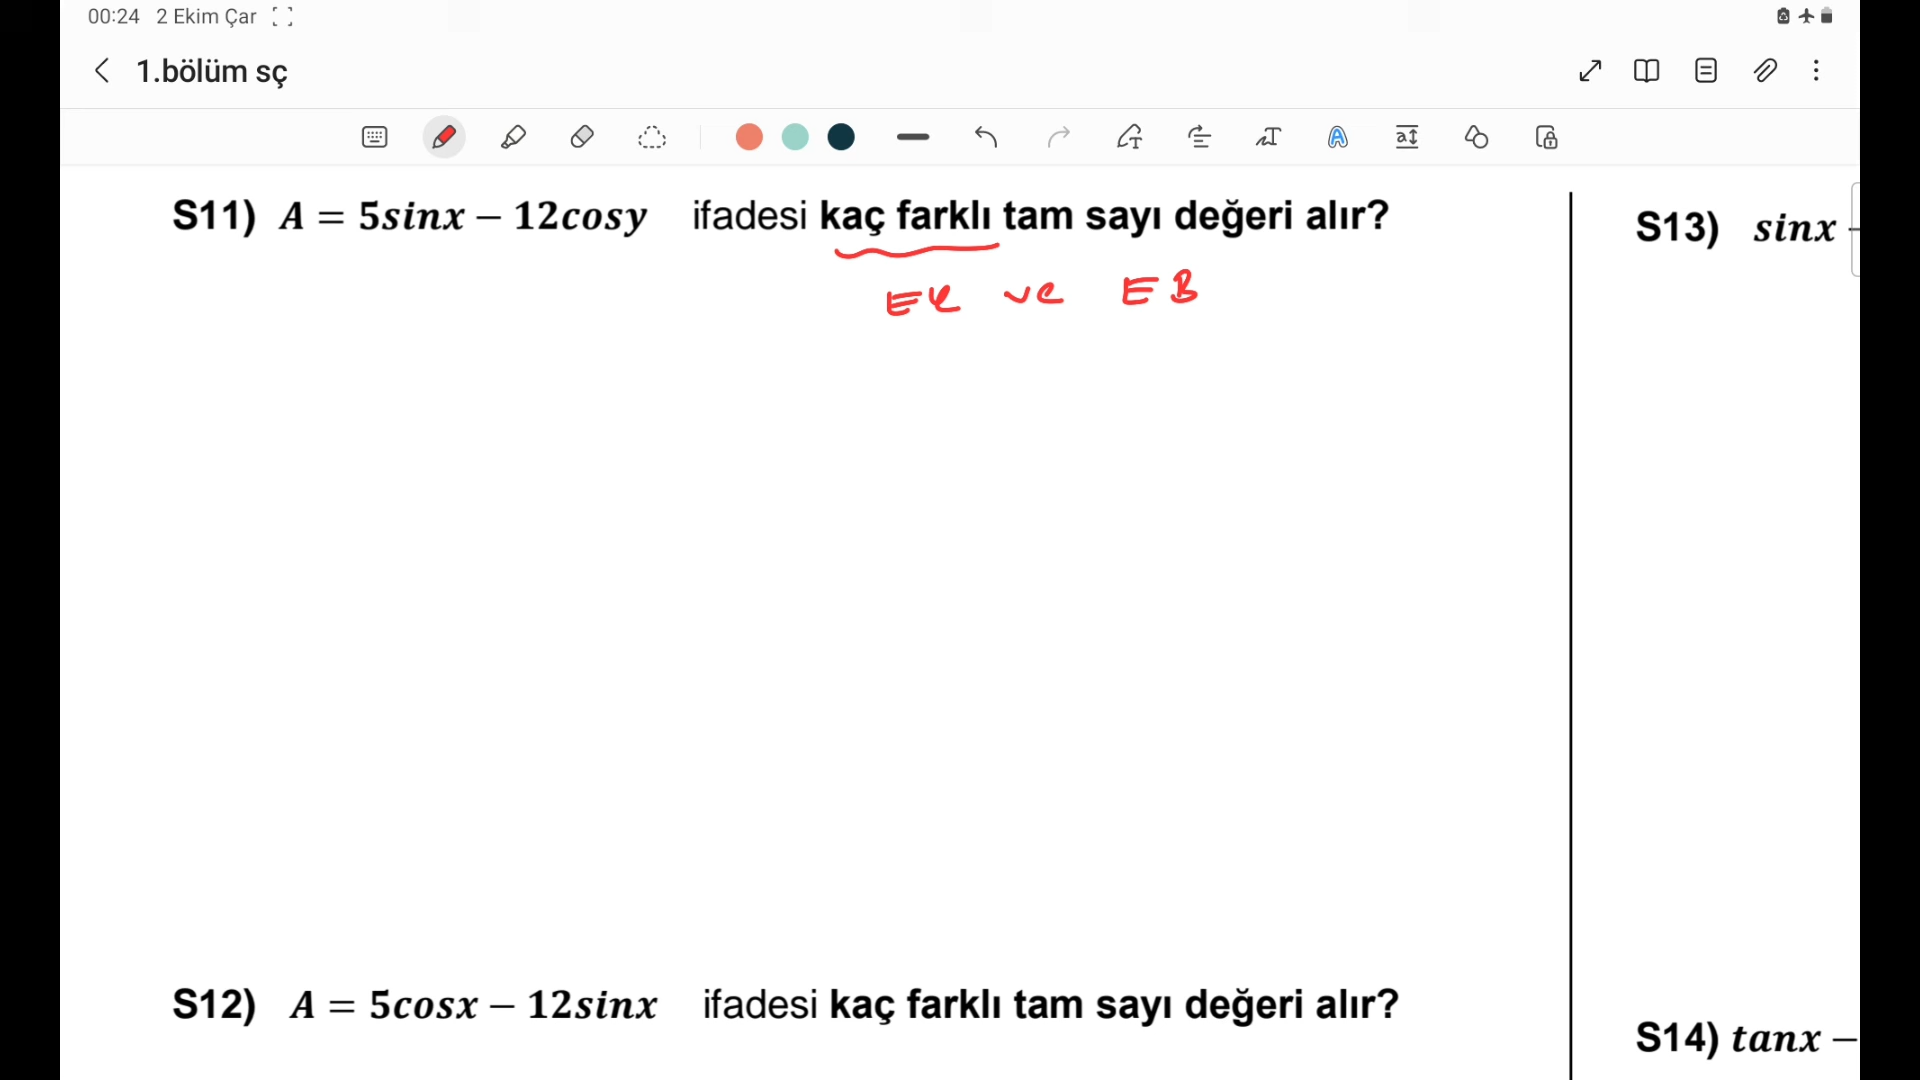 00:24 2 Ekim Çar
1.bölüm sç
S11) A = 5sinx − 12cosy ifadesi kaç farklı tam sayı değeri alır?
EK ve EB
S12) A = 5cosx − 12sinx ifadesi kaç farklı tam sayı değeri alır?
S13) sinx -
S14) tanx −